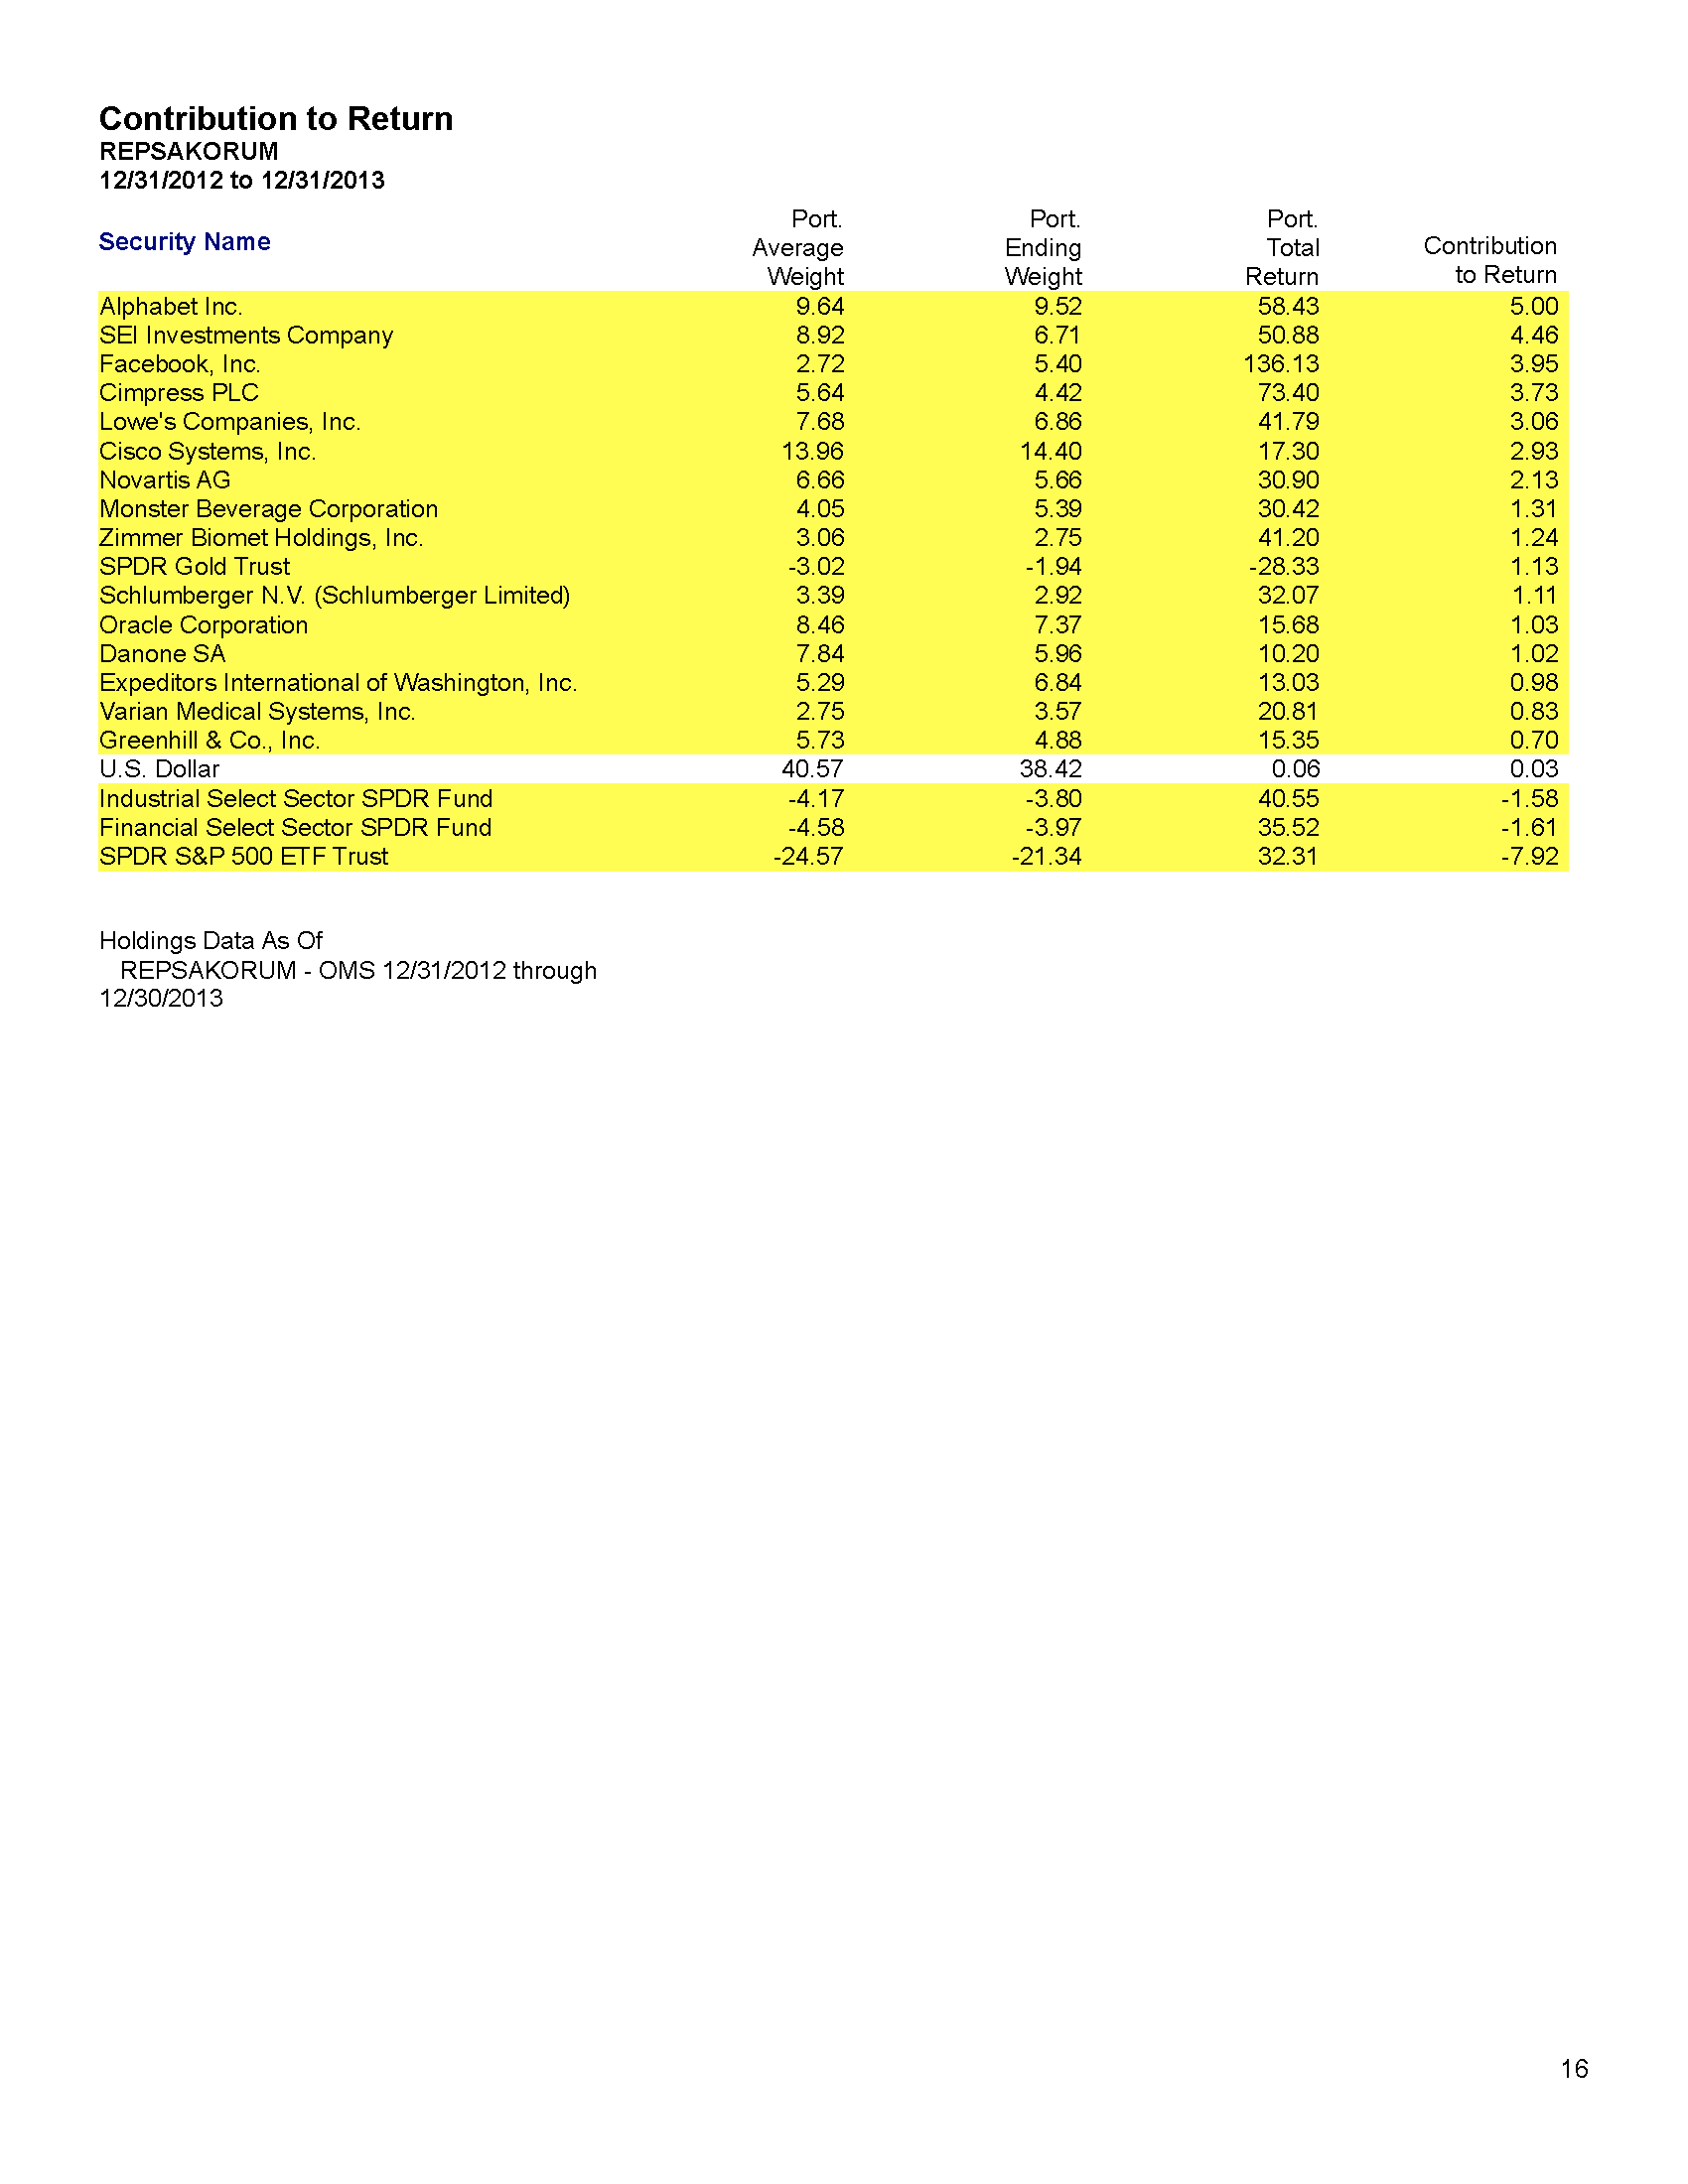 Contribution to Return
REPSAKORUM
12/31/2012 to 12/31/2013
Security Name Port. Average Weight Port. Ending Weight Port. Total Return Contribution to Return
Alphabet Inc. 9.64 9.52 58.43 5.00
SEI Investments Company 8.92 6.71 50.88 4.46
Facebook, Inc. 2.72 5.40 136.13 3.95
Cimpress PLC 5.64 4.42 73.40 3.73
Lowe's Companies, Inc. 7.68 6.86 41.79 3.06
Cisco Systems, Inc. 13.96 14.40 17.30 2.93
Novartis AG 6.66 5.66 30.90 2.13
Monster Beverage Corporation 4.05 5.39 30.42 1.31
Zimmer Biomet Holdings, Inc. 3.06 2.75 41.20 1.24
SPDR Gold Trust -3.02 -1.94 -28.33 1.13
Schlumberger N.V. (Schlumberger Limited) 3.39 2.92 32.07 1.11
Oracle Corporation 8.46 7.37 15.68 1.03
Danone SA 7.84 5.96 10.20 1.02
Expeditors International of Washington, Inc. 5.29 6.84 13.03 0.98
Varian Medical Systems, Inc. 2.75 3.57 20.81 0.83
Greenhill & Co., Inc. 5.73 4.88 15.35 0.70
U.S. Dollar 40.57 38.42 0.06 0.03
Industrial Select Sector SPDR Fund -4.17 -3.80 40.55 -1.58
Financial Select Sector SPDR Fund -4.58 -3.97 35.52 -1.61
SPDR S&P 500 ETF Trust -24.57 -21.34 32.31 -7.92
Holdings Data As Of
REPSAKORUM - OMS 12/31/2012 through
12/30/2013
16